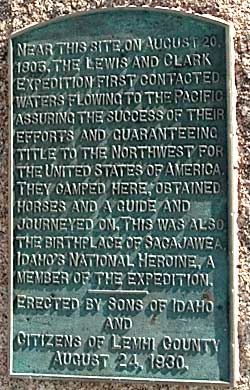 NEAR THIS SITE, ON AUGUST 20,
1805, THE LEWIS AND CLARK
EXPEDITION FIRST CONTACTED
WATERS FLOWING TO THE PACIFIC
ASSURING THE SUCCESS OF THEIR
EFFORTS AND GUARANTEEING
TITLE TO THE NORTHWEST FOR
THE UNITED STATES OF AMERICA.
THEY CAMPED HERE, OBTAINED
HORSES AND A GUIDE AND
JOURNEYED ON. THIS WAS ALSO
THE BIRTHPLACE OF SACAJAWEA,
IDAHO'S NATIONAL HEROINE, A
MEMBER OF THE EXPEDITION.
ERECTED BY SONS OF IDAHO
AND
CITIZENS OF LEMHI COUNTY
AUGUST 24, 1930.